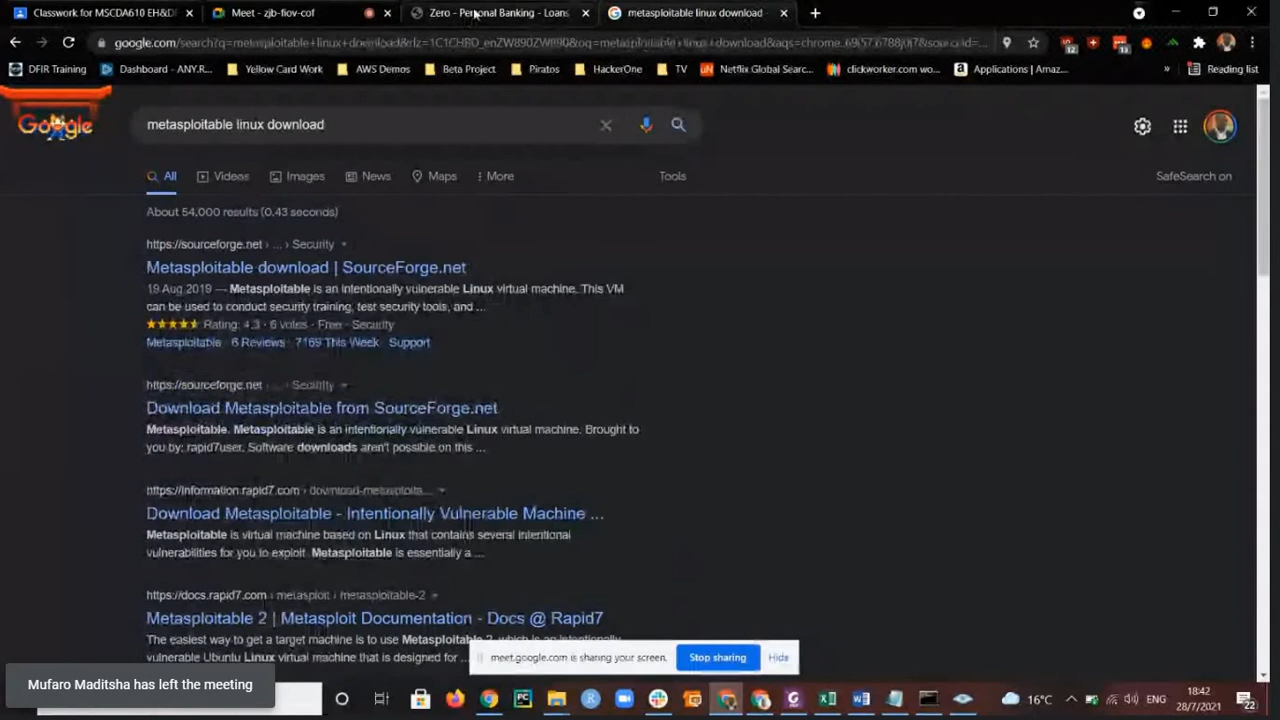 Classwork for MSCDA610 EH&D
Meet - zjb-fiov-cof
Zero - Personal Banking - Loans
metasploitable linux download
DFIR Training
Dashboard - ANY.R...
Yellow Card Work
AWS Demos
Beta Project
Piratos
HackerOne
TV
Netflix Global Searc...
clickworker.com wo...
Applications | Amaz...
»
Reading list
Google
metasploitable linux download
All
Videos
Images
News
Maps
More
Tools
SafeSearch on
About 54,000 results (0.43 seconds)
https://sourceforge.net › ... › Security
Metasploitable download | SourceForge.net
19 Aug 2019 — Metasploitable is an intentionally vulnerable Linux virtual machine. This VM
can be used to conduct security training, test security tools, and ...
Rating: 4.3 · 6 votes · Free · Security
Metasploitable 6 Reviews 7169 This Week Support
https://sourceforge.net › ... › Security
Download Metasploitable from SourceForge.net
Metasploitable. Metasploitable is an intentionally vulnerable Linux virtual machine. Brought to
you by: rapid7user. Software downloads aren't possible on this ...
https://information.rapid7.com › download-metasploita...
Download Metasploitable - Intentionally Vulnerable Machine ...
Metasploitable is virtual machine based on Linux that contains several intentional
vulnerabilities for you to exploit. Metasploitable is essentially a ...
https://docs.rapid7.com › metasploit › metasploitable-2
Metasploitable 2 | Metasploit Documentation - Docs @ Rapid7
The easiest way to get a target machine is to use Metasploitable 2, which is an intentionally
vulnerable Ubuntu Linux virtual machine that is designed for ...
meet.google.com is sharing your screen.
Stop sharing
Hide
Mufaro Maditsha has left the meeting
16°C
ENG
18:42
28/7/2021
22